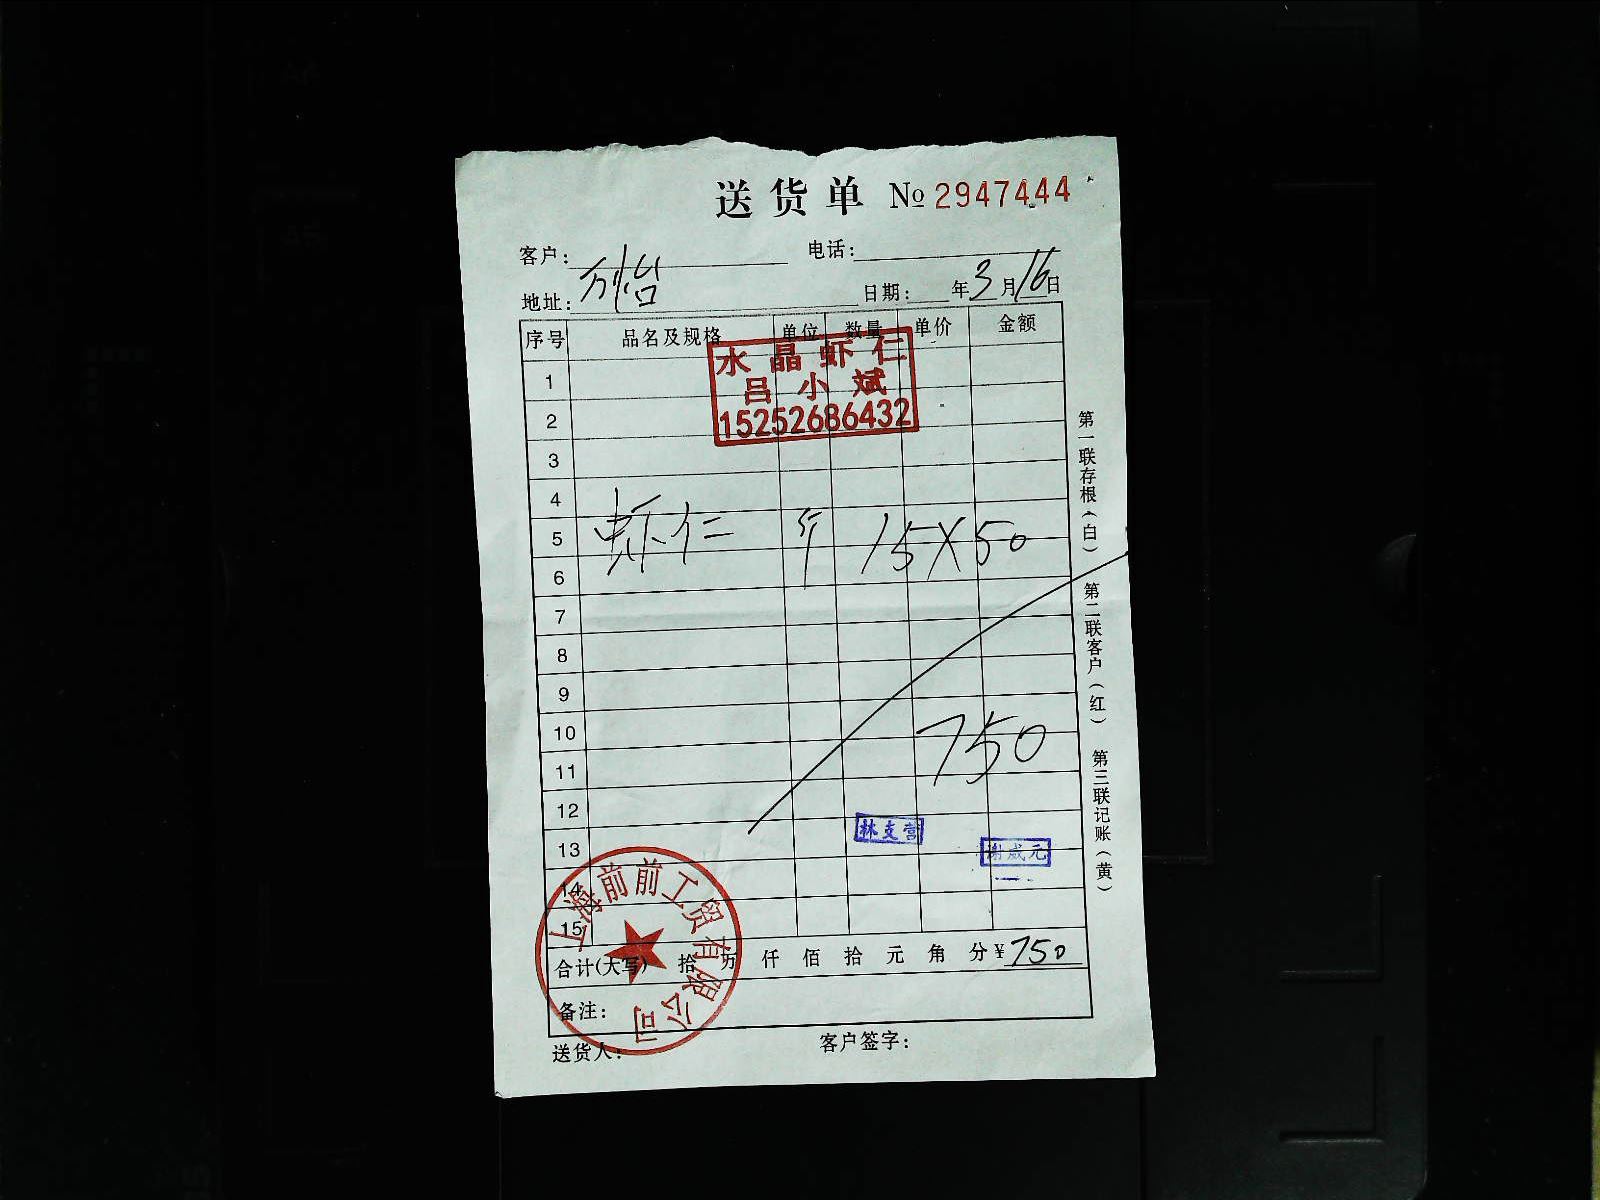 送货单 № 2947444
客户: 电话:
万怡
地址: 日期: 年3月16日
序号 品名及规格 单位 数量 单价 金额
水晶虾仁
吕小斌
15252686432
1
2
3
4
5 虾仁 15×50
6
7
8
9
10 750
11
12
13 林支营
谢成元
14
15
合计(大写) 拾 万 仟 佰 拾 元 角 分 ¥750
备注:
送货人: 客户签字:
上海前前工贸有限公司
第一联存根(白) 第二联客户(红) 第三联记账(黄)